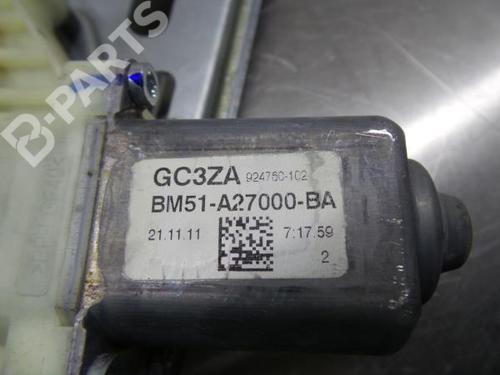 B-PARTS
GC3ZA 924760-102
BM51-A27000-BA
21.11.11 7:17.59
2